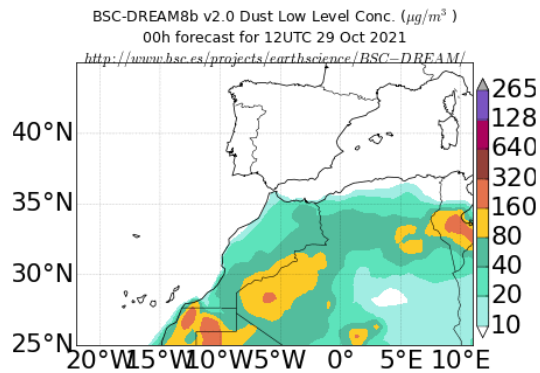 BSC-DREAM8b v2.0 Dust Low Level Conc. (μg/m³ )
00h forecast for 12UTC 29 Oct 2021
http://www.bsc.es/projects/earthscience/BSC−DREAM/
265
128
640
320
160
80
40
20
10
40°N
35°N
30°N
25°N
20°W
15°W
10°W
5°W
0°
5°E
10°E